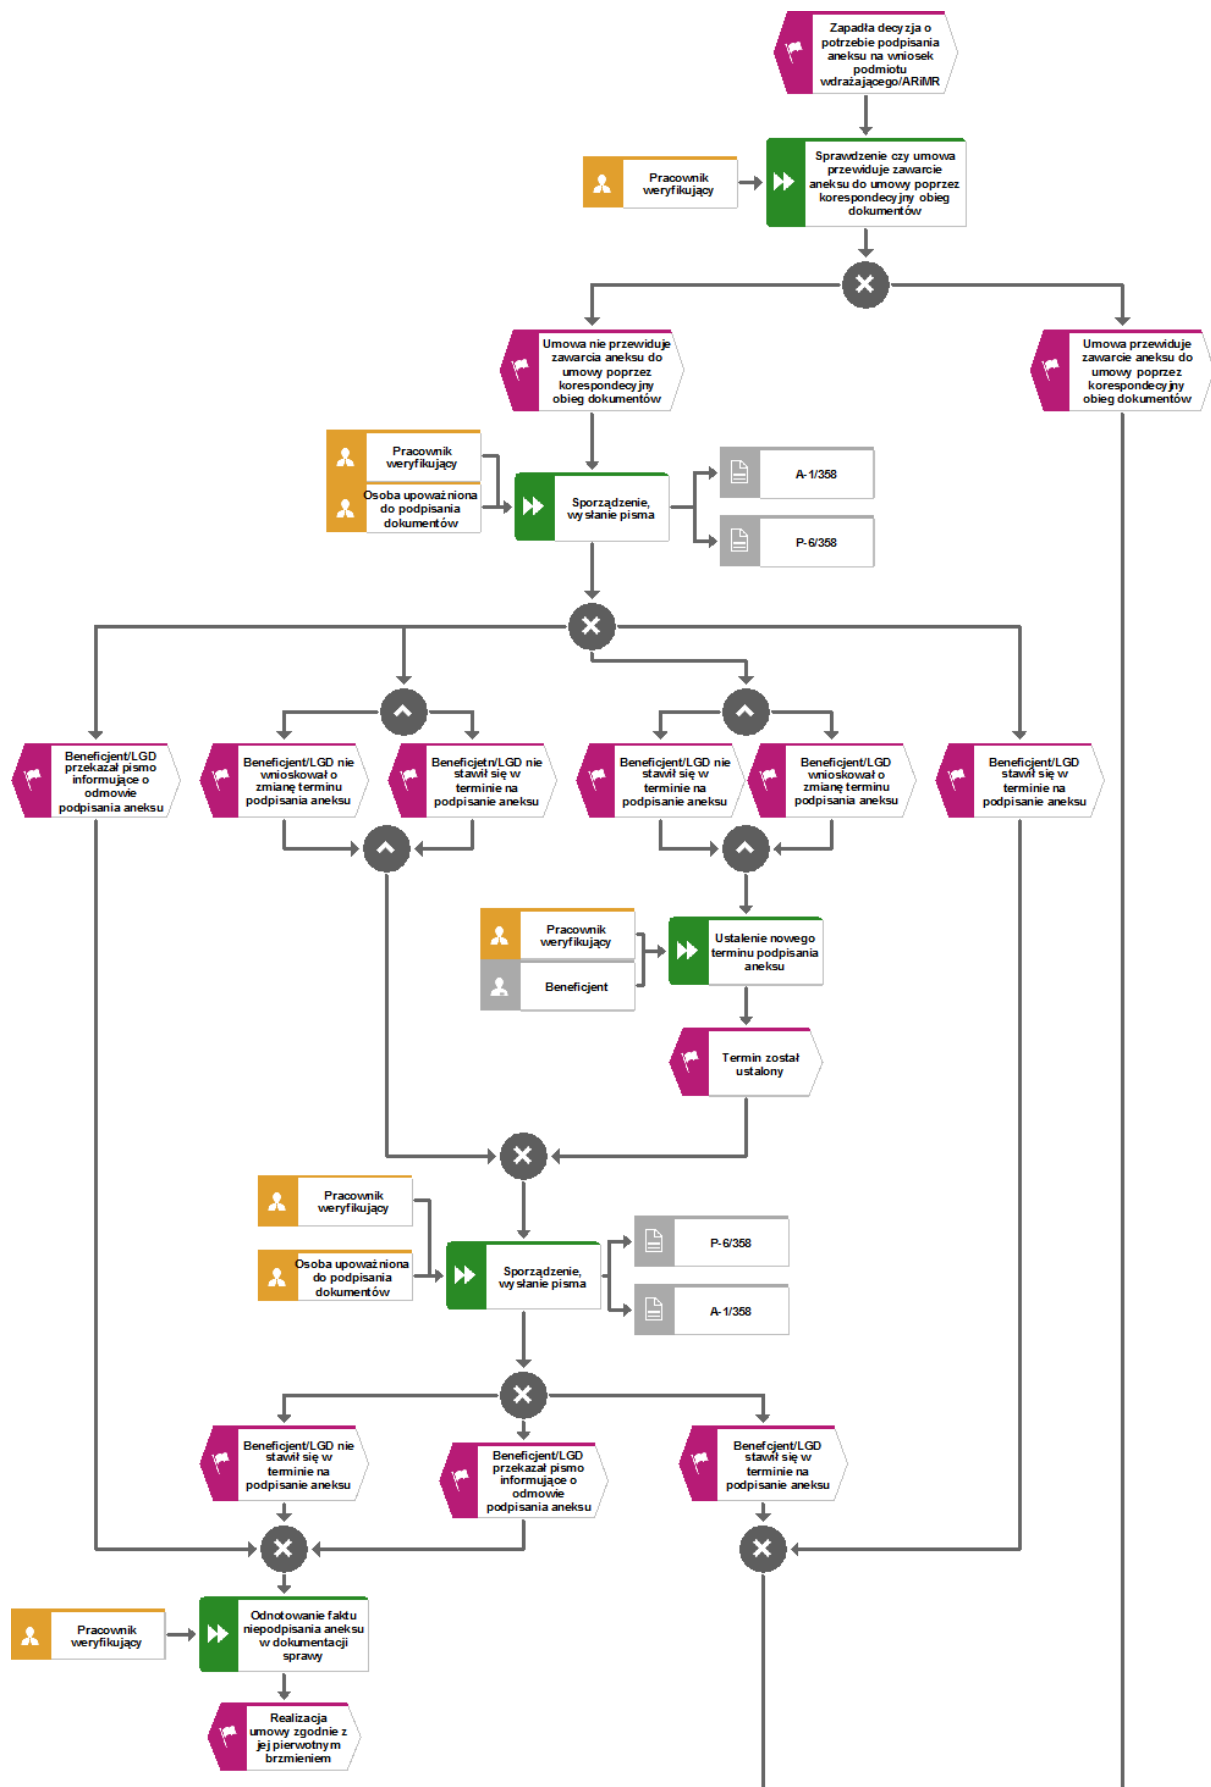 Zapadła decyzja o
potrzebie podpisania
aneksu na wniosek
podmiotu
wdrażającego/ARiMR
Pracownik
weryfikujący
Sprawdzenie czy umowa
przewiduje zawarcie
aneksu do umowy poprzez
korespondecyjny obieg
dokumentów
Umowa nie przewiduje
zawarcia aneksu do
umowy poprzez
korespondecyjny
obieg dokumentów
Umowa przewiduje
zawarcie aneksu do
umowy poprzez
korespondecyjny
obieg dokumentów
Pracownik
weryfikujący
Osoba upoważniona
do podpisania
dokumentów
Sporządzenie,
wysłanie pisma
A-1/358
P-6/358
Beneficjent/LGD
przekazał pismo
informujące o
odmowie
podpisania aneksu
Beneficjent/LGD nie
wnioskował o
zmianę terminu
podpisania aneksu
Beneficjetn/LGD nie
stawił się w
terminie na
podpisanie aneksu
Beneficjent/LGD nie
stawił się w
terminie na
podpisanie aneksu
Beneficjent/LGD
wnioskował o
zmianę terminu
podpisania aneksu
Beneficjent/LGD
stawił się w
terminie na
podpisanie aneksu
Pracownik
weryfikujący
Beneficjent
Ustalenie nowego
terminu podpisania
aneksu
Termin został
ustalony
Pracownik
weryfikujący
Osoba upoważniona
do podpisania
dokumentów
Sporządzenie,
wysłanie pisma
P-6/358
A-1/358
Beneficjent/LGD nie
stawił się w
terminie na
podpisanie aneksu
Beneficjent/LGD
przekazał pismo
informujące o
odmowie
podpisania aneksu
Benefcjent/LGD
stawił się w
terminie na
podpisanie aneksu
Pracownik
weryfikujący
Odnotowanie faktu
niepodpisania aneksu
w dokumentacji
sprawy
Realizacja
umowy zgodnie z
jej pierwotnym
brzmieniem